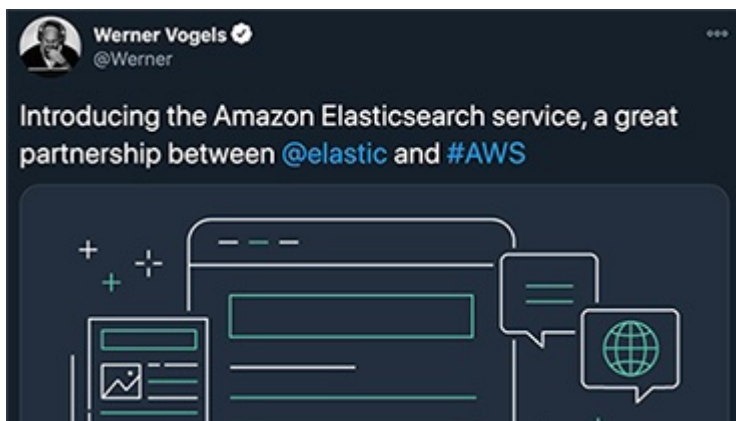 Werner Vogels
@Werner
Introducing the Amazon Elasticsearch service, a great
partnership between @elastic and #AWS